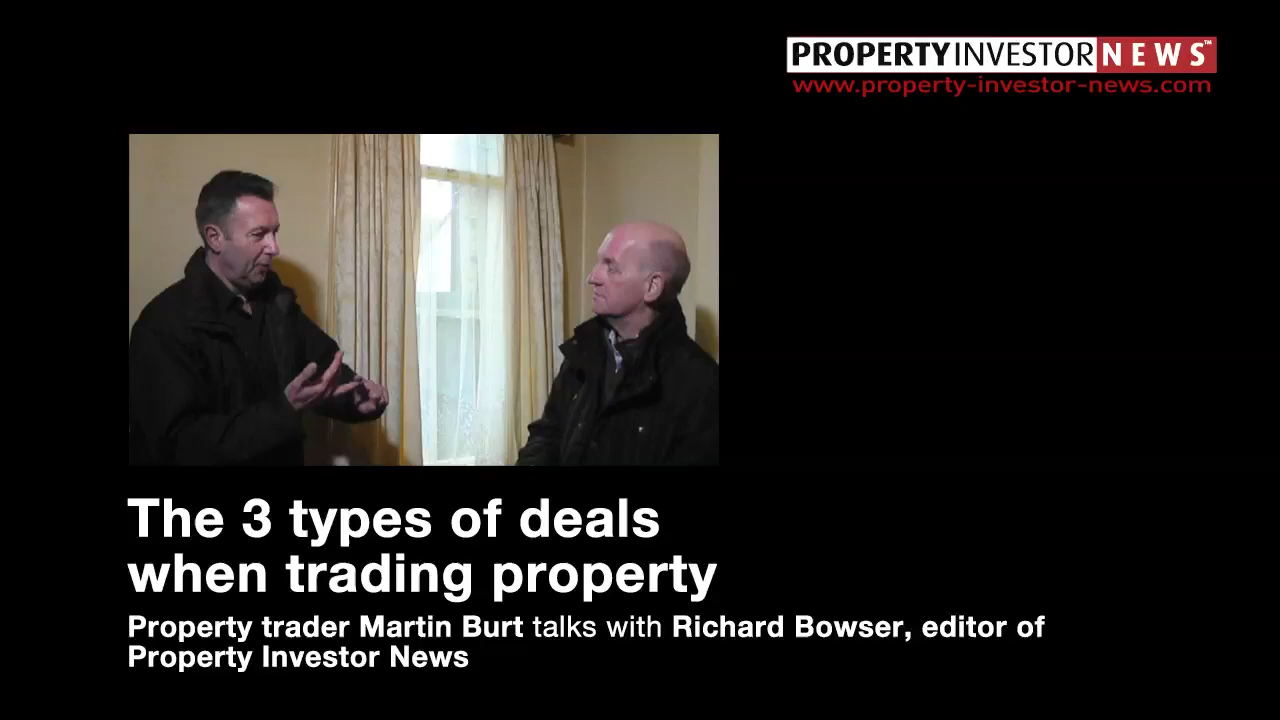 PROPERTYINVESTORNEWS™
www.property-investor-news.com
The 3 types of deals
when trading property
Property trader Martin Burt talks with Richard Bowser, editor of
Property Investor News